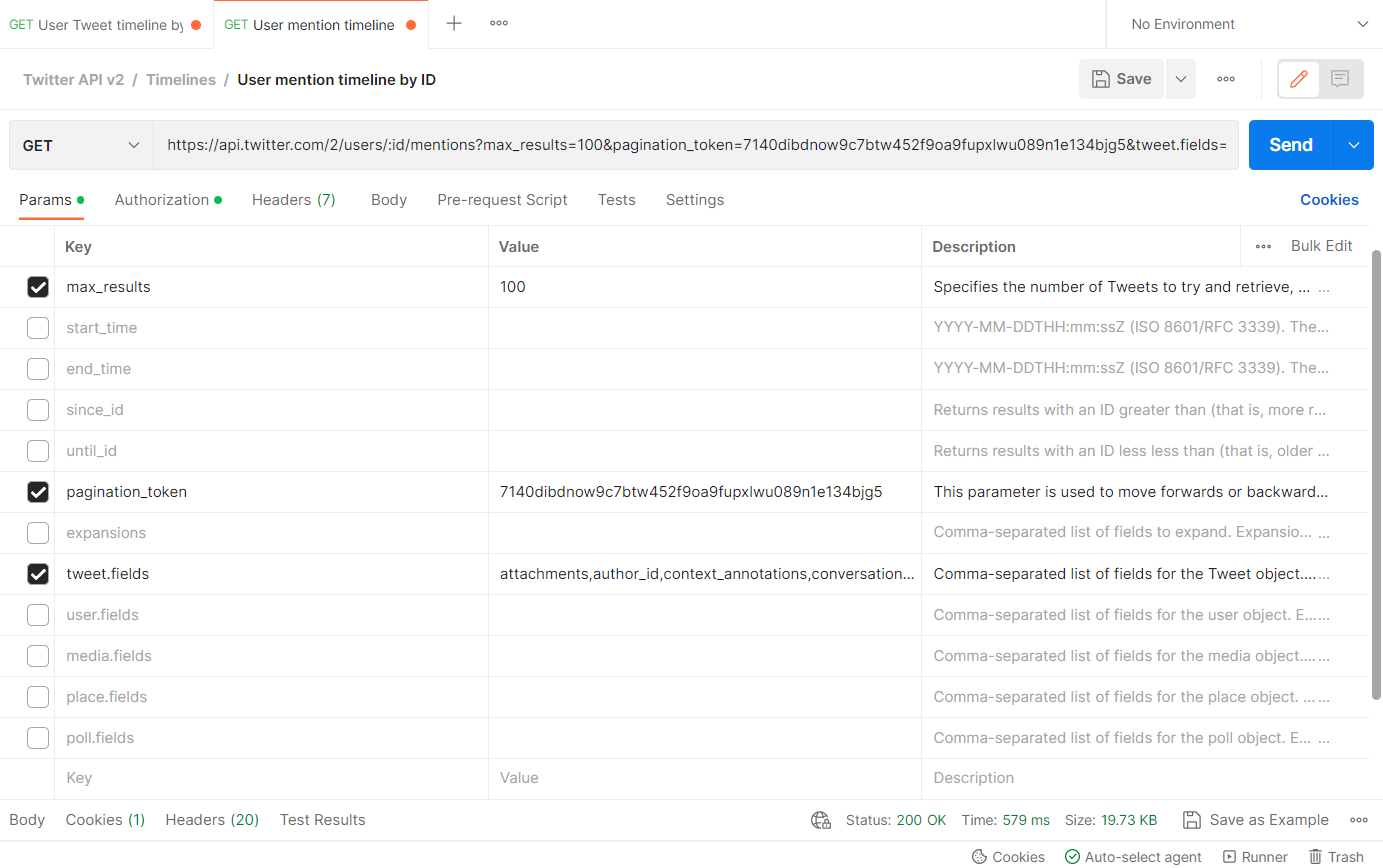 GET User Tweet timeline by
GET User mention timeline
No Environment
Twitter API v2 / Timelines / User mention timeline by ID
Save
GET
https://api.twitter.com/2/users/:id/mentions?max_results=100&pagination_token=7140dibdnow9c7btw452f9oa9fupxlwu089n1e134bjg5&tweet.fields=
Send
Params
Authorization
Headers (7)
Body
Pre-request Script
Tests
Settings
Cookies
Key Value Description ••• Bulk Edit
max_results 100 Specifies the number of Tweets to try and retrieve, ... ...
start_time YYYY-MM-DDTHH:mm:ssZ (ISO 8601/RFC 3339). The...
end_time YYYY-MM-DDTHH:mm:ssZ (ISO 8601/RFC 3339). The...
since_id Returns results with an ID greater than (that is, more r...
until_id Returns results with an ID less less than (that is, older ...
pagination_token 7140dibdnow9c7btw452f9oa9fupxlwu089n1e134bjg5 This parameter is used to move forwards or backward...
expansions Comma-separated list of fields to expand. Expansio... ...
tweet.fields attachments,author_id,context_annotations,conversation... Comma-separated list of fields for the Tweet object.... ...
user.fields Comma-separated list of fields for the user object. E... ...
media.fields Comma-separated list of fields for the media object.... ...
place.fields Comma-separated list of fields for the place object. ... ...
poll.fields Comma-separated list of fields for the poll object. E... ...
Key Value Description
Body Cookies (1) Headers (20) Test Results Status: 200 OK Time: 579 ms Size: 19.73 KB Save as Example
Cookies Auto-select agent Runner Trash